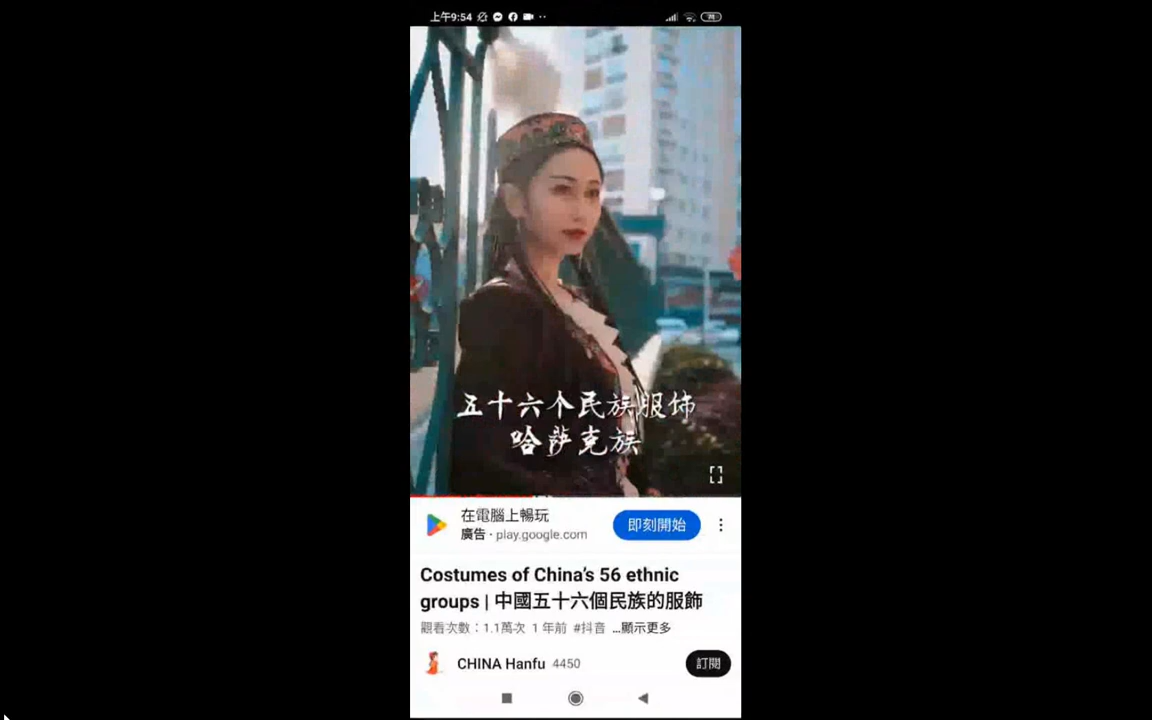 上午9:54
五十六个民族服饰
哈萨克族
在電腦上暢玩
廣告 · play.google.com
即刻開始
Costumes of China's 56 ethnic
groups | 中國五十六個民族的服飾
觀看次數：1.1萬次 1 年前 #抖音 ...顯示更多
CHINA Hanfu 4450
訂閱